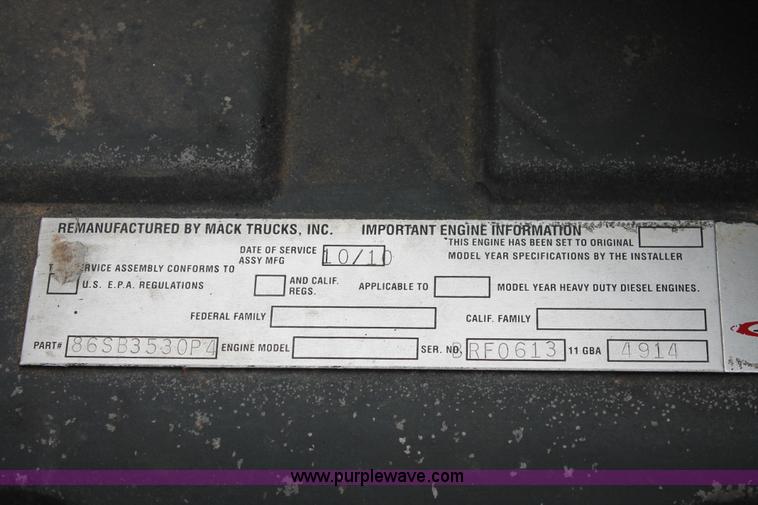 REMANUFACTURED BY MACK TRUCKS, INC. IMPORTANT ENGINE INFORMATION
DATE OF SERVICE ASSY MFG 10/10
THIS ENGINE HAS BEEN SET TO ORIGINAL
MODEL YEAR SPECIFICATIONS BY THE INSTALLER
ASSEMBLY CONFORMS TO
U.S. E.P.A. REGULATIONS
AND CALIF. REGS.
APPLICABLE TO
MODEL YEAR HEAVY DUTY DIESEL ENGINES.
FEDERAL FAMILY
CALIF. FAMILY
PART# 86SB3530P4 ENGINE MODEL SER. NO. RF0613 11 GBA 4914
www.purplewave.com